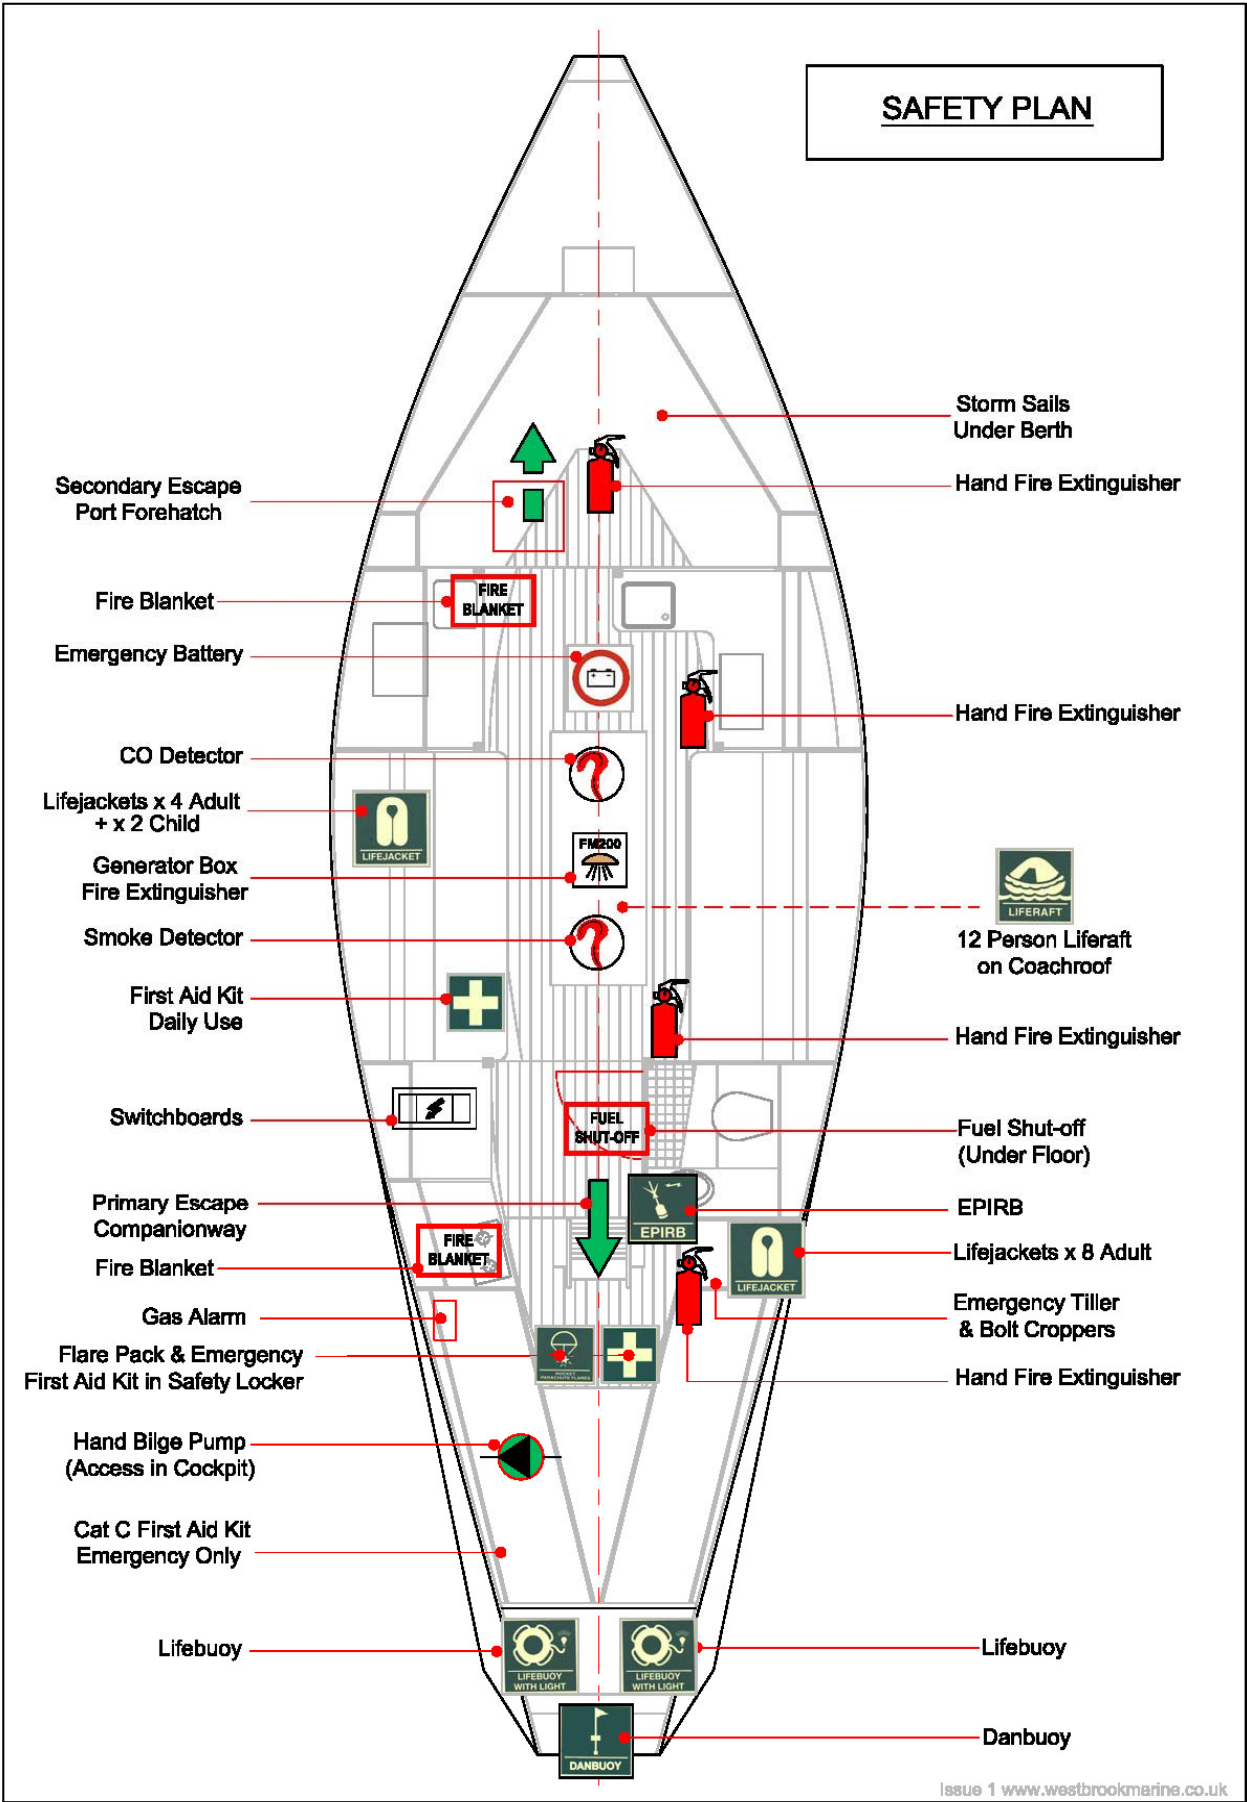 SAFETY PLAN
Storm Sails
Under Berth
Hand Fire Extinguisher
Secondary Escape
Port Forehatch
FIRE
BLANKET
Fire Blanket
Emergency Battery
Hand Fire Extinguisher
CO Detector
Lifejackets x 4 Adult
+ x 2 Child
LIFEJACKET
FM200
Generator Box
Fire Extinguisher
LIFERAFT
12 Person Liferaft
on Coachroof
Smoke Detector
First Aid Kit
Daily Use
Hand Fire Extinguisher
Switchboards
FUEL
SHUT-OFF
Fuel Shut-off
(Under Floor)
Primary Escape
Companionway
EPIRB
EPIRB
FIRE
BLANKET
Fire Blanket
LIFEJACKET
Lifejackets x 8 Adult
Gas Alarm
Emergency Tiller
& Bolt Croppers
Flare Pack & Emergency
First Aid Kit in Safety Locker
ROCKET
PARACHUTE FLARES
Hand Fire Extinguisher
Hand Bilge Pump
(Access in Cockpit)
Cat C First Aid Kit
Emergency Only
Lifebuoy
LIFEBUOY
WITH LIGHT
LIFEBUOY
WITH LIGHT
Lifebuoy
DANBUOY
Danbuoy
Issue 1 www.westbrookmarine.co.uk